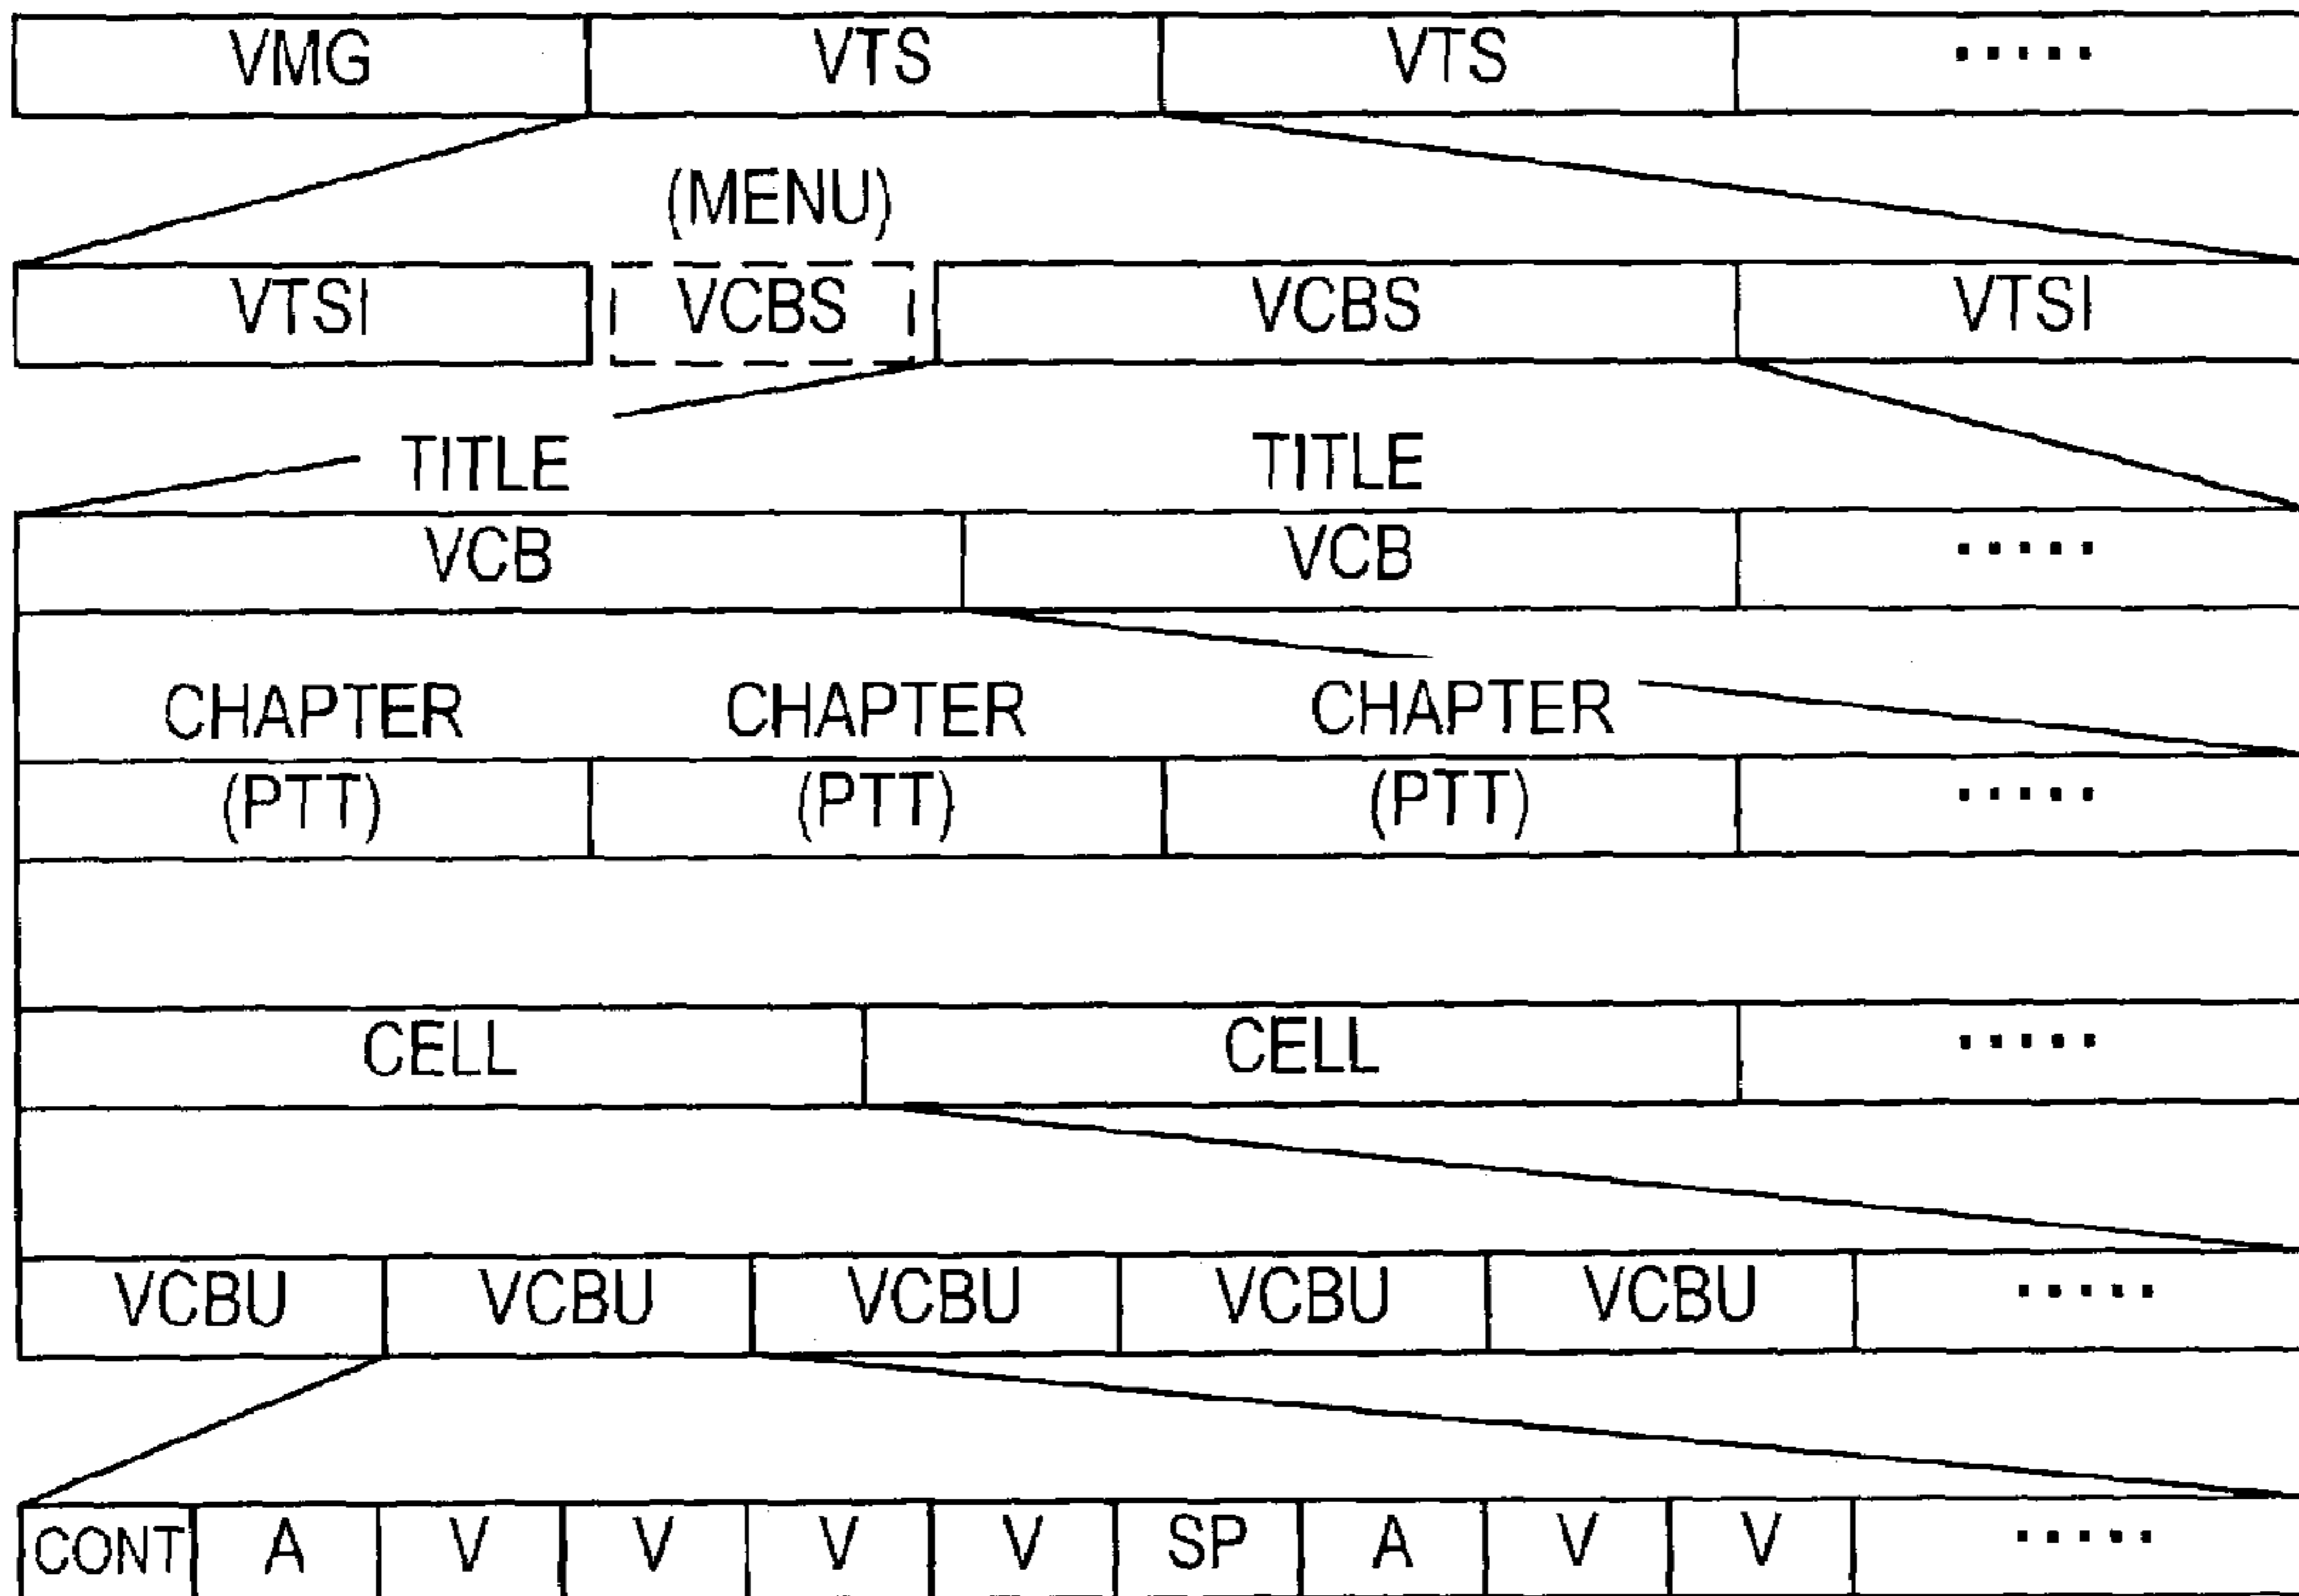 VMG VTS VTS .....
(MENU)
VTSI VCBS VCBS VTSI
TITLE TITLE
VCB VCB .....
CHAPTER CHAPTER CHAPTER
(PTT) (PTT) (PTT) .....
CELL CELL .....
VCBU VCBU VCBU VCBU VCBU .....
CONT A V V V V SP A V V .....